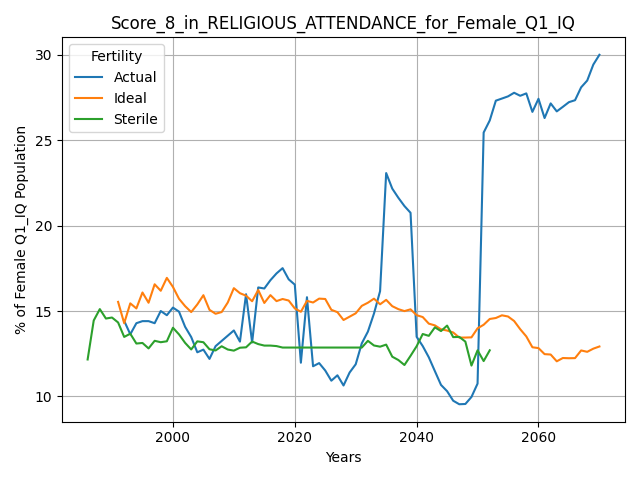 Score_8_in_RELIGIOUS_ATTENDANCE_for_Female_Q1_IQ
Fertility
Actual
Ideal
Sterile
% of Female Q1_IQ Population
30
25
20
15
10
2000 2020 2040 2060
Years